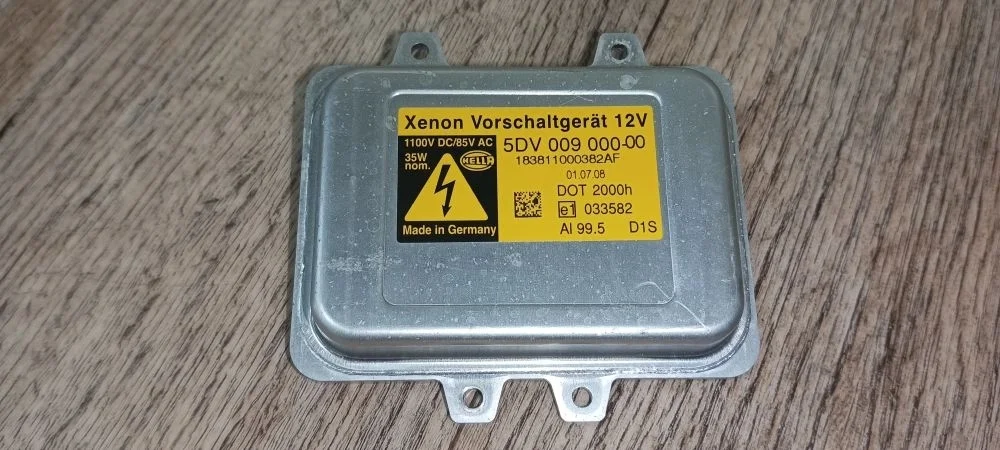 Xenon Vorschaltgerät 12V
1100V DC/85V AC
35W
nom.
HELLA
Made in Germany
5DV 009 000-00
183811000382AF
01.07.08
DOT 2000h
e1 033582
Al 99.5 D1S